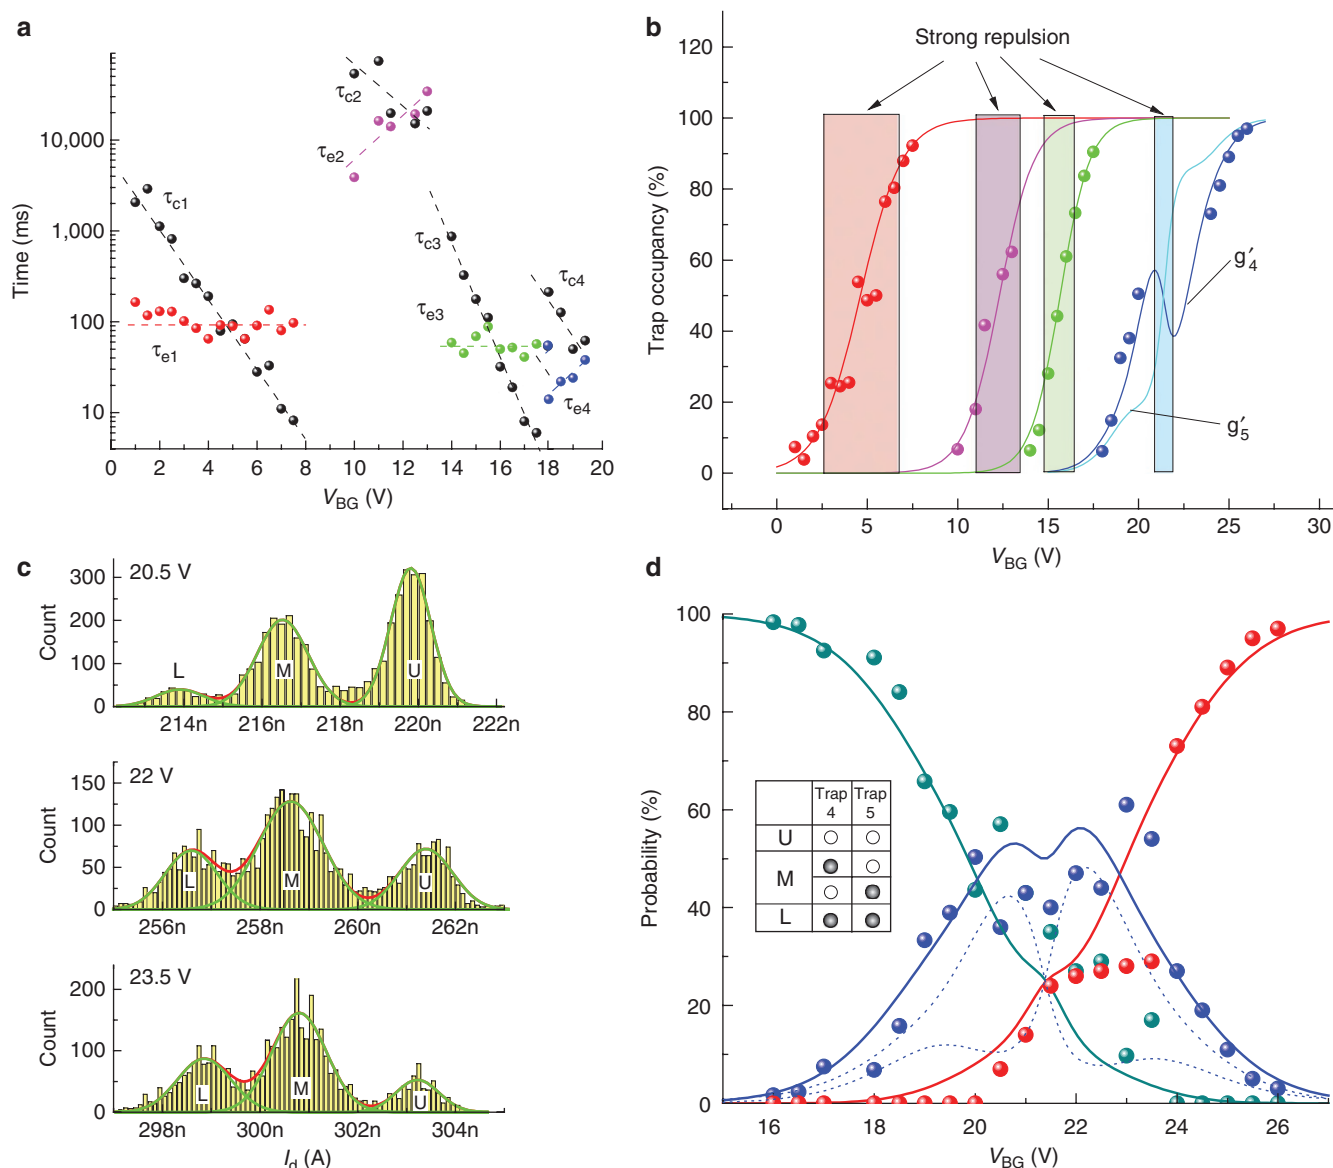 a
10,000
1,000
100
10
Time (ms)
τc1
τe1
τc2
τe2
τc3
τe3
τc4
τe4
0 2 4 6 8 10 12 14 16 18 20
VBG (V)
b
Strong repulsion
120
100
80
60
40
20
0
Trap occupancy (%)
g′4
g′5
0 5 10 15 20 25 30
VBG (V)
c
20.5 V
300
200
100
0
Count
L M U
214n 216n 218n 220n 222n
22 V
150
100
50
0
Count
L M U
256n 258n 260n 262n
23.5 V
200
100
0
Count
L M U
298n 300n 302n 304n
Id (A)
d
100
80
60
40
20
0
Probability (%)
Trap 4
Trap 5
U
M
L
16 18 20 22 24 26
VBG (V)